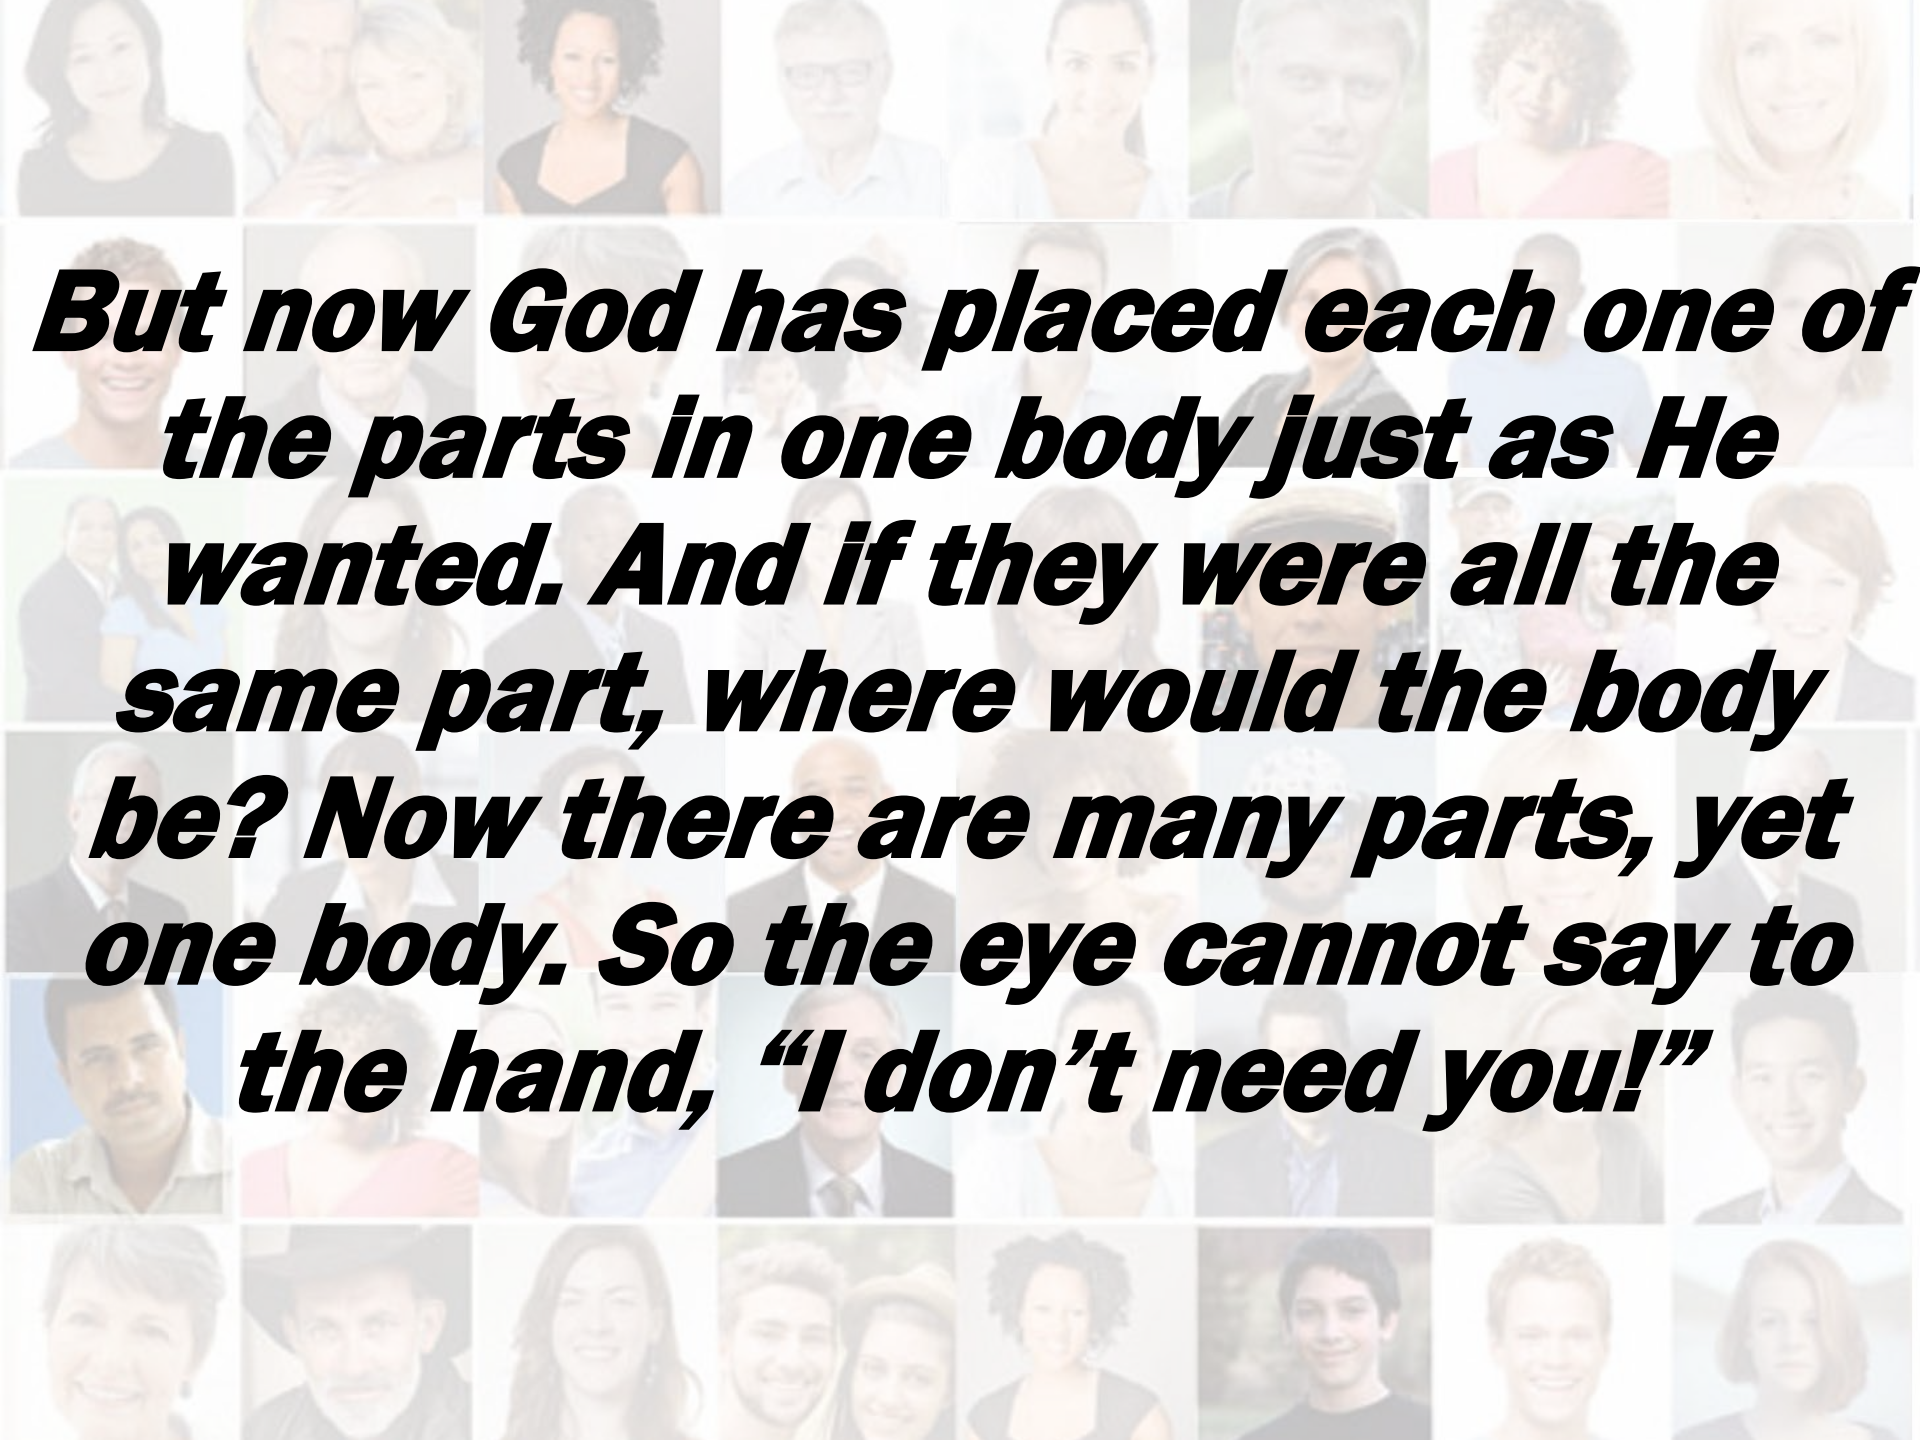 But now God has placed each one of
the parts in one body just as He
wanted. And if they were all the
same part, where would the body
be? Now there are many parts, yet
one body. So the eye cannot say to
the hand, “I don’t need you!”